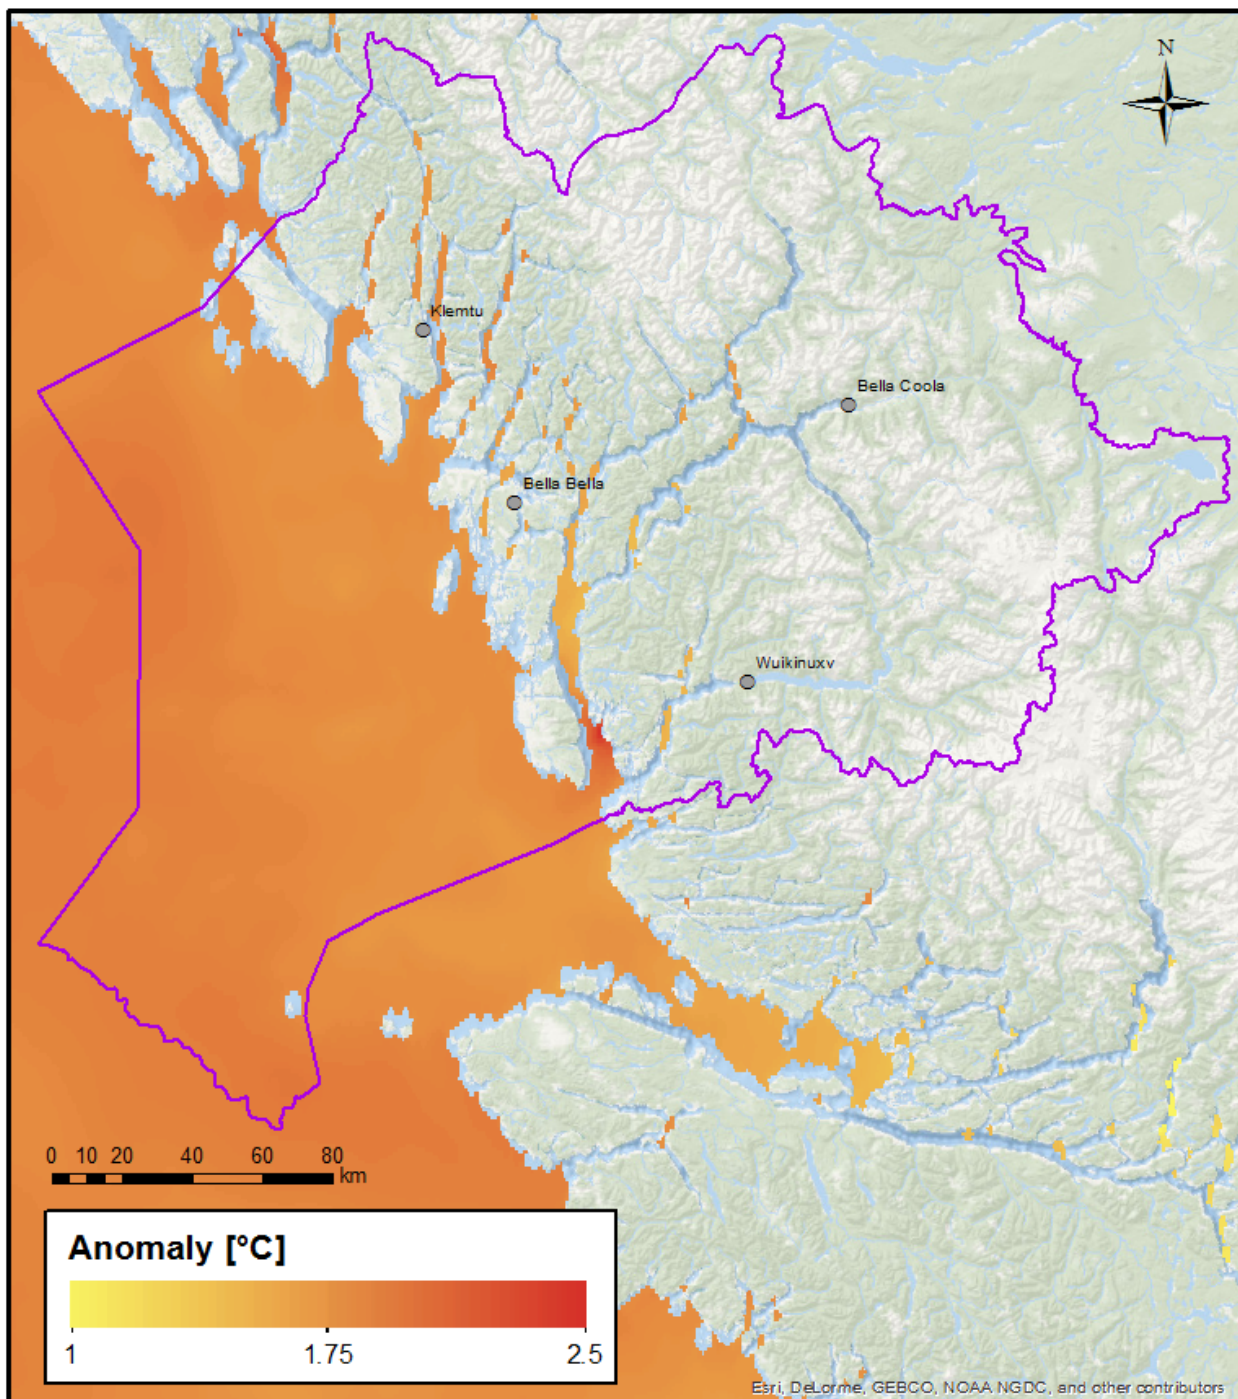 N
Klemtu
Bella Coola
Bella Bella
Wuikinuxv
0 10 20 40 60 80
km
Anomaly [°C]
1 1.75 2.5
Esri, DeLorme, GEBCO, NOAA NGDC, and other contributors